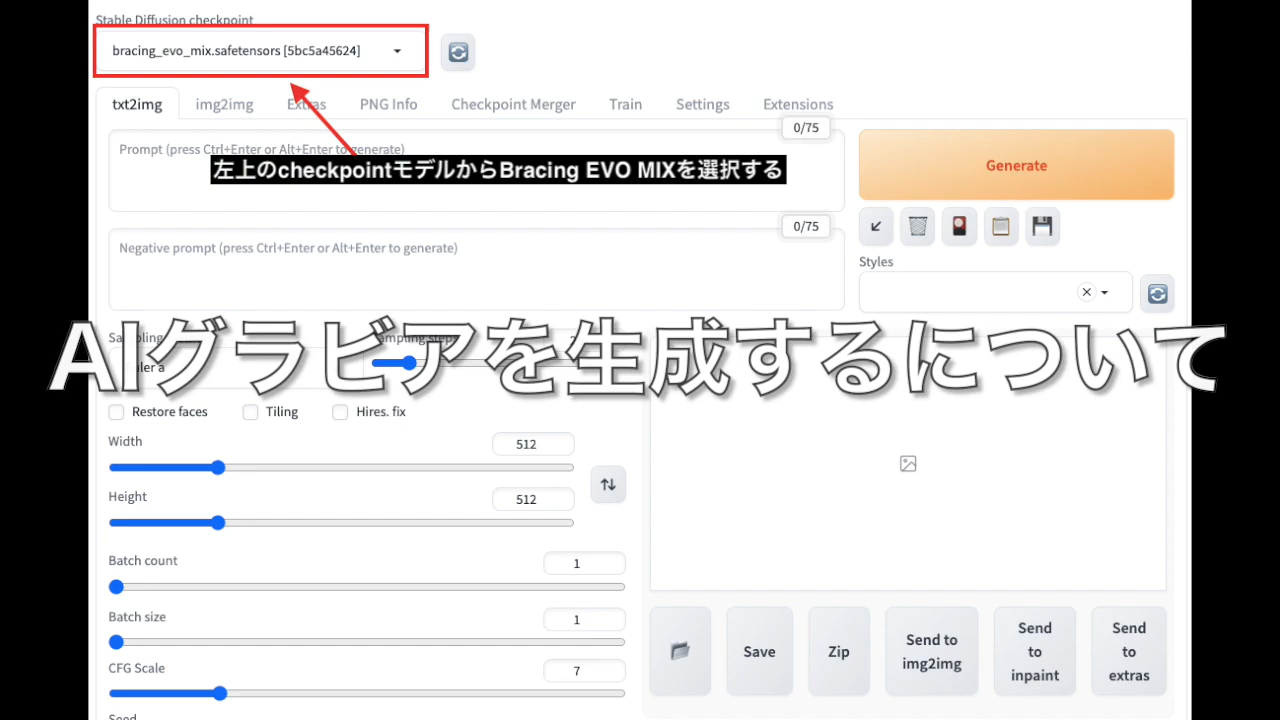 Stable Diffusion checkpoint
bracing_evo_mix.safetensors [5bc5a45624]
txt2img img2img Extras PNG Info Checkpoint Merger Train Settings Extensions
0/75
Prompt (press Ctrl+Enter or Alt+Enter to generate)
左上のcheckpointモデルからBracing EVO MIXを選択する
Generate
0/75
Negative prompt (press Ctrl+Enter or Alt+Enter to generate)
Styles
AIグラビアを生成するについて
Restore faces Tiling Hires. fix
Width 512
Height 512
Batch count 1
Batch size 1
CFG Scale 7
Seed
Save Zip
Send to img2img
Send to inpaint
Send to extras